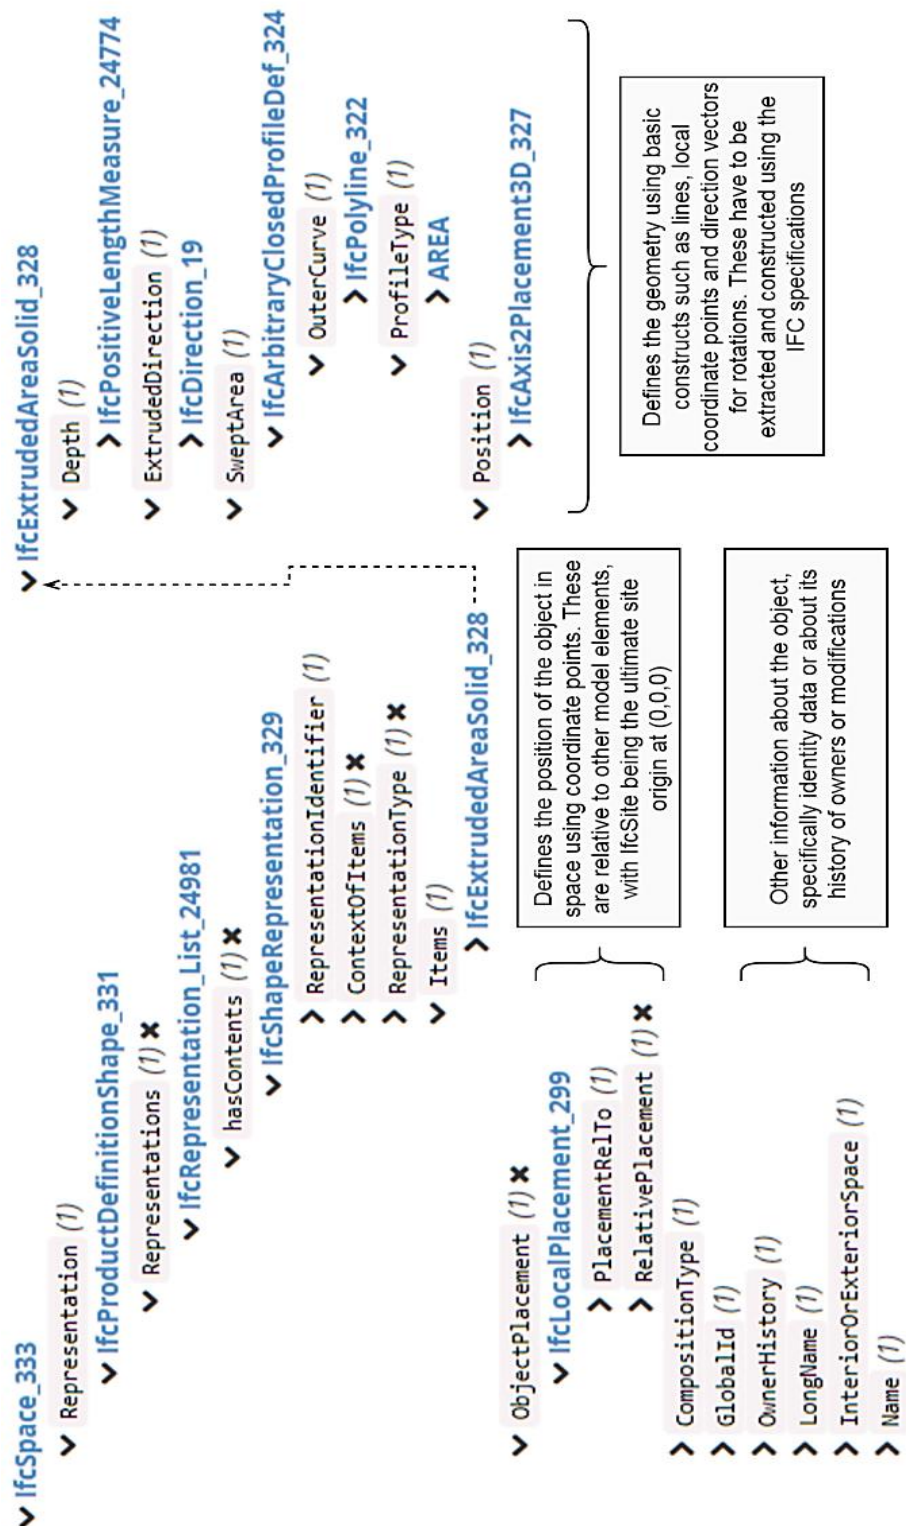 IfcSpace_333
Representation (1)
IfcProductDefinitionShape_331
Representations (1)
IfcRepresentation_List_24981
hasContents (1)
IfcShapeRepresentation_329
RepresentationIdentifier (1)
ContextOfItems (1)
RepresentationType (1)
Items (1)
IfcExtrudedAreaSolid_328
ObjectPlacement (1)
IfcLocalPlacement_299
PlacementRelTo (1)
RelativePlacement (1)
CompositionType (1)
GlobalId (1)
OwnerHistory (1)
LongName (1)
InteriorOrExteriorSpace (1)
Name (1)
IfcExtrudedAreaSolid_328
Depth (1)
IfcPositiveLengthMeasure_24774
ExtrudedDirection (1)
IfcDirection_19
SweptArea (1)
IfcArbitraryClosedProfileDef_324
OuterCurve (1)
IfcPolyline_322
ProfileType (1)
AREA
Position (1)
IfcAxis2Placement3D_327
Defines the position of the object in
space using coordinate points. These
are relative to other model elements,
with IfcSite being the ultimate site
origin at (0,0,0)
Other information about the object,
specifically identity data or about its
history of owners or modifications
Defines the geometry using basic
constructs such as lines, local
coordinate points and direction vectors
for rotations. These have to be
extracted and constructed using the
IFC specifications